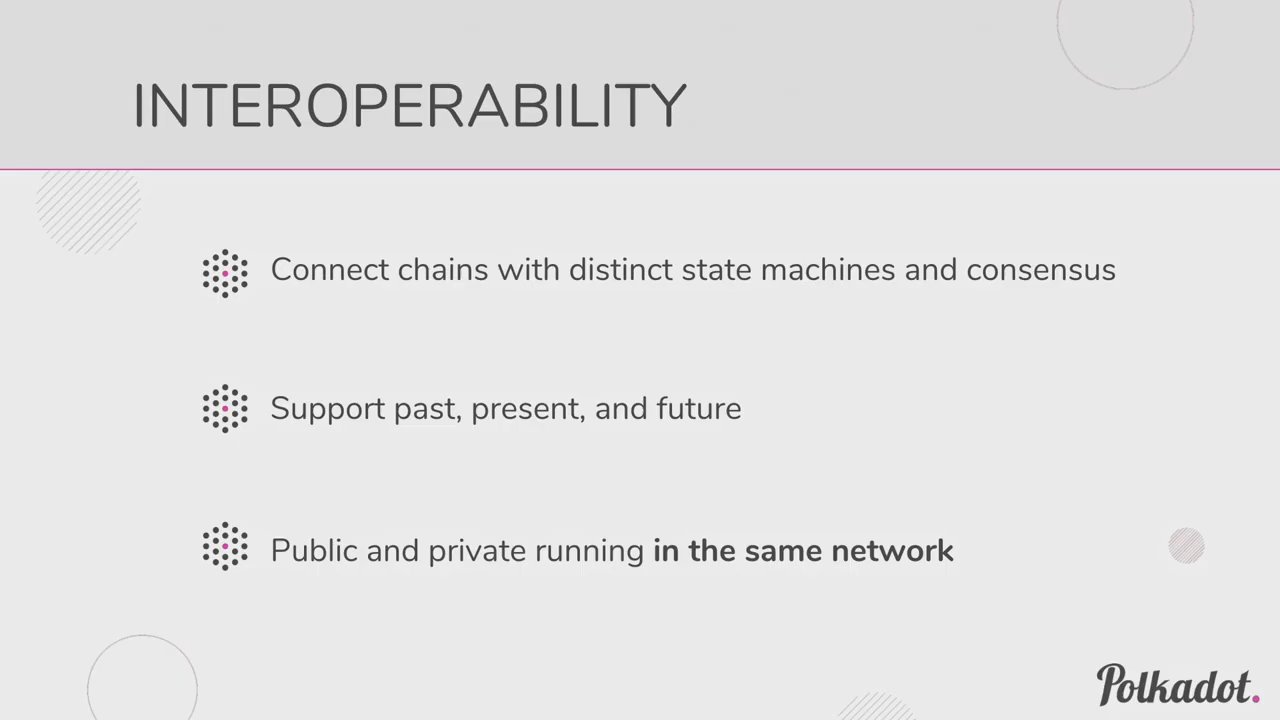 INTEROPERABILITY
Connect chains with distinct state machines and consensus
Support past, present, and future
Public and private running in the same network
Polkadot.